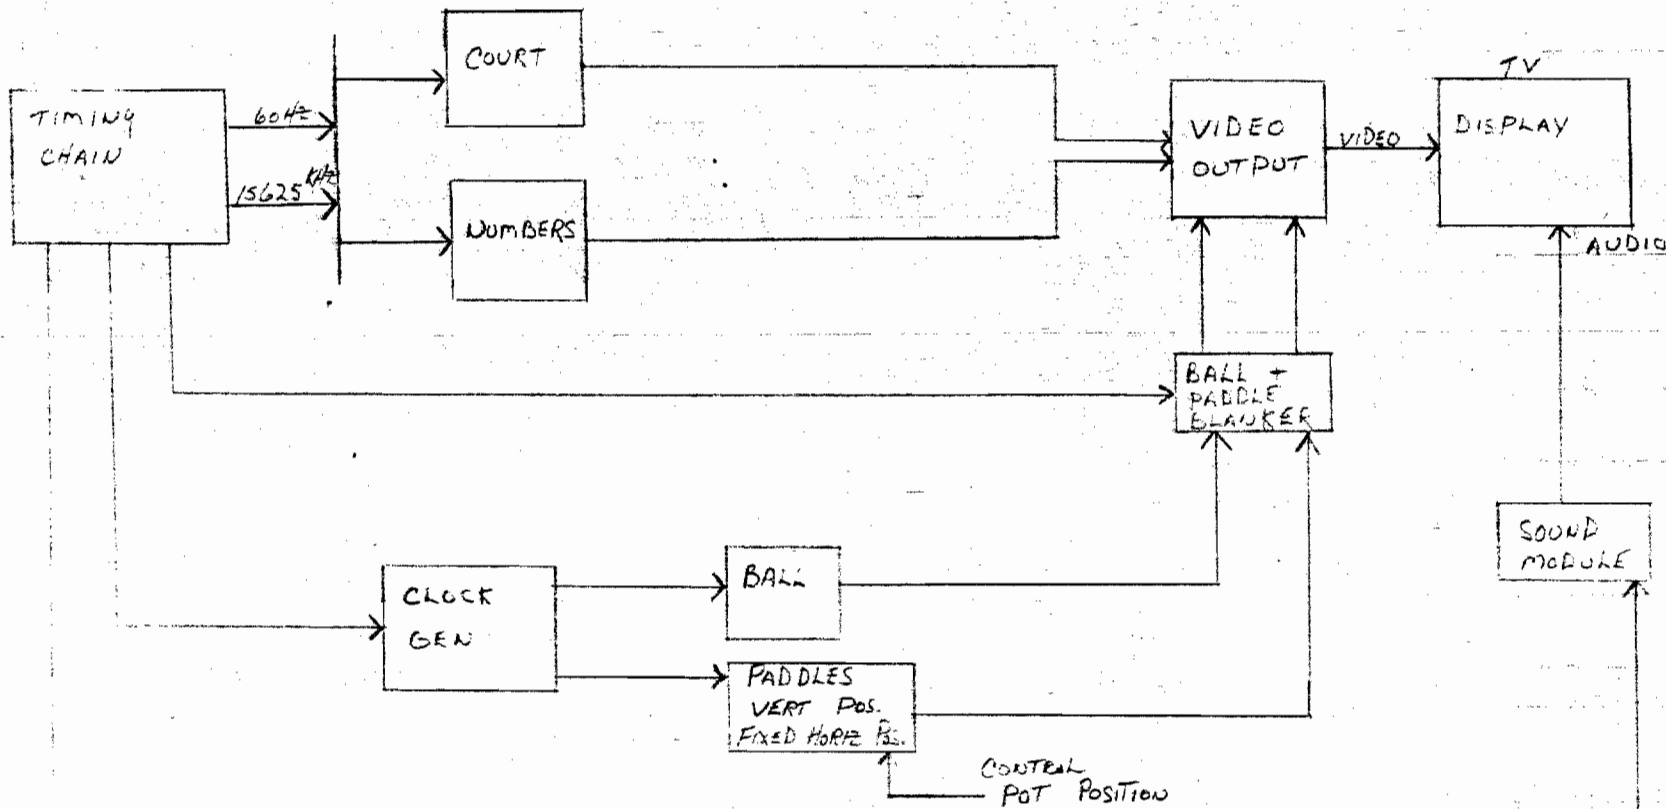 TIMING
CHAIN
60HZ
15625 KHZ
COURT
NUMBERS
VIDEO
OUTPUT
VIDEO
TV
DISPLAY
AUDIO
BALL +
PADDLE
BLANKER
SOUND
MODULE
CLOCK
GEN
BALL
PADDLES
VERT POS.
FIXED HORIZ POS.
CONTROL
POT POSITION